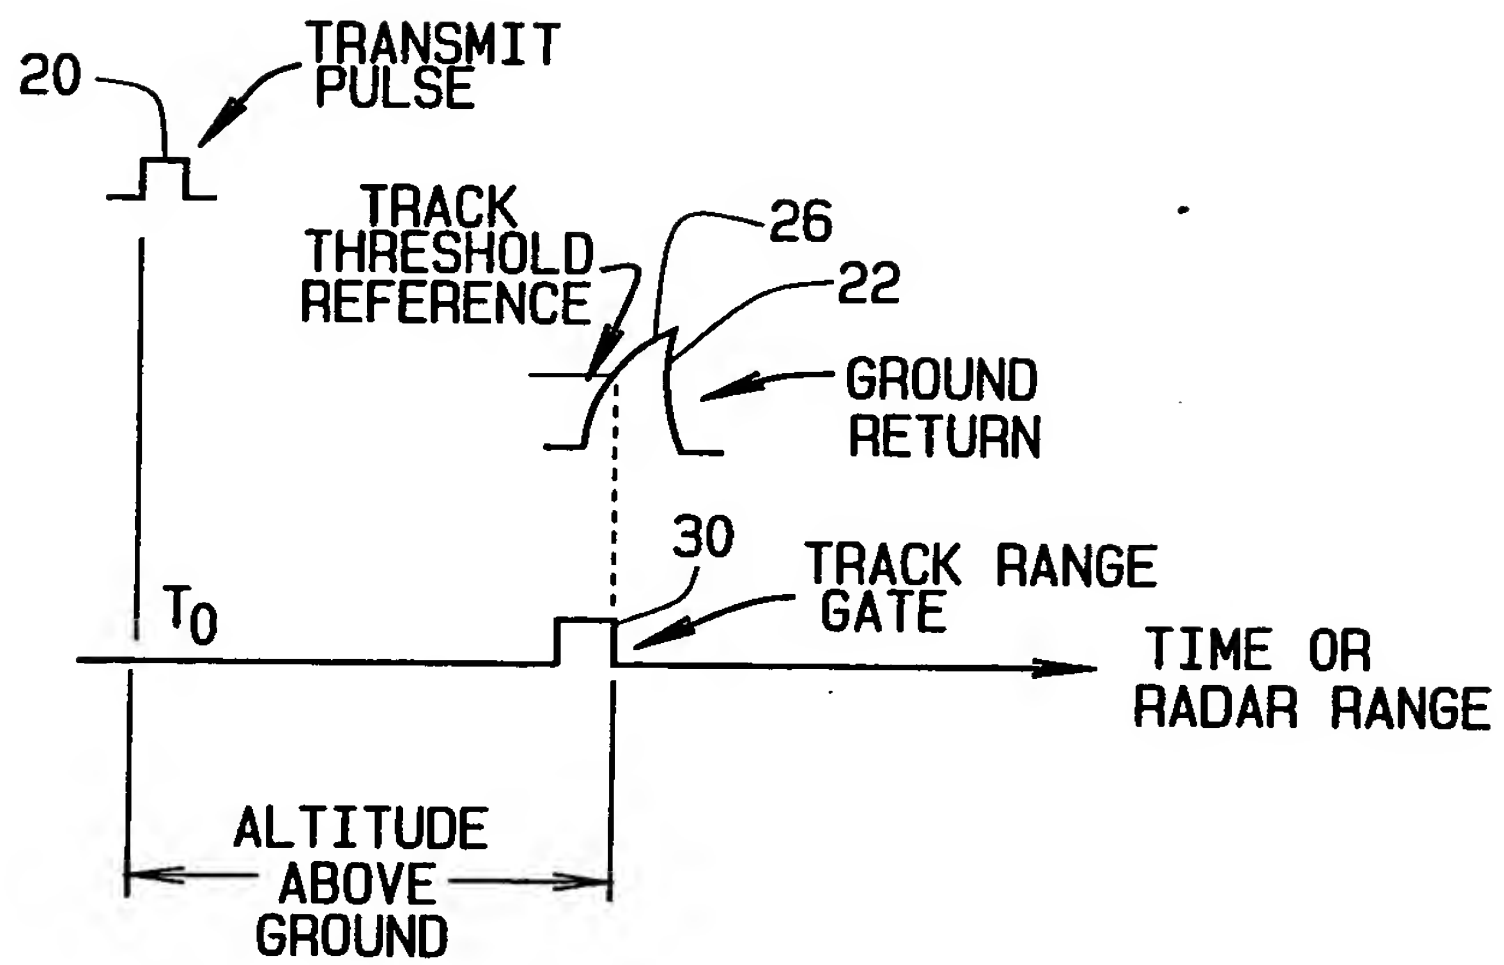 20
TRANSMIT
PULSE
TRACK
THRESHOLD
REFERENCE
26
22
GROUND
RETURN
30
TRACK RANGE
GATE
T0
TIME OR
RADAR RANGE
ALTITUDE
ABOVE
GROUND